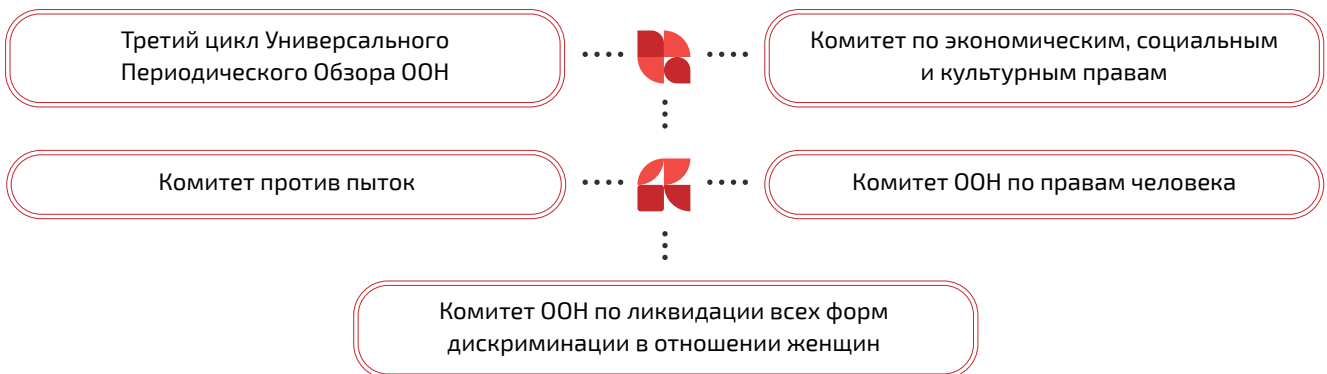 Третий цикл Универсального
Периодического Обзора ООН
Комитет по экономическим, социальным
и культурным правам
Комитет против пыток
Комитет ООН по правам человека
Комитет ООН по ликвидации всех форм
дискриминации в отношении женщин